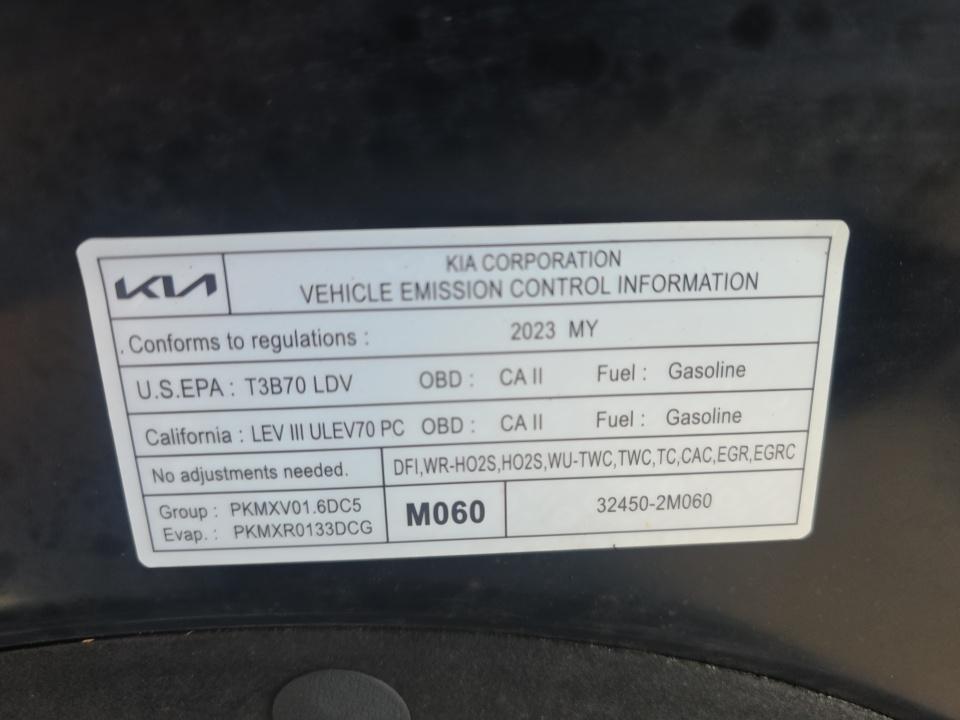 KIA
KIA CORPORATION
VEHICLE EMISSION CONTROL INFORMATION
Conforms to regulations : 2023 MY
U.S.EPA : T3B70 LDV OBD : CA II Fuel : Gasoline
California : LEV III ULEV70 PC OBD : CA II Fuel : Gasoline
No adjustments needed. DFI,WR-HO2S,HO2S,WU-TWC,TWC,TC,CAC,EGR,EGRC
Group : PKMXV01.6DC5
Evap. : PKMXR0133DCG
M060
32450-2M060